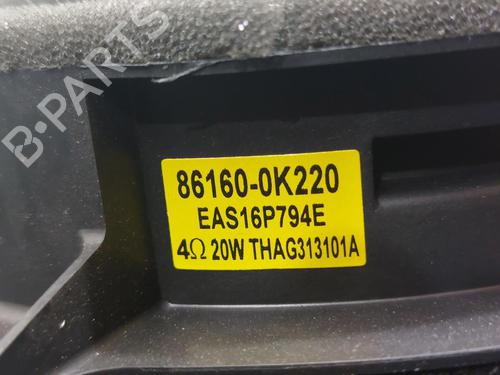 B-PARTS
86160-0K220
EAS16P794E
4Ω 20W THAG313101A